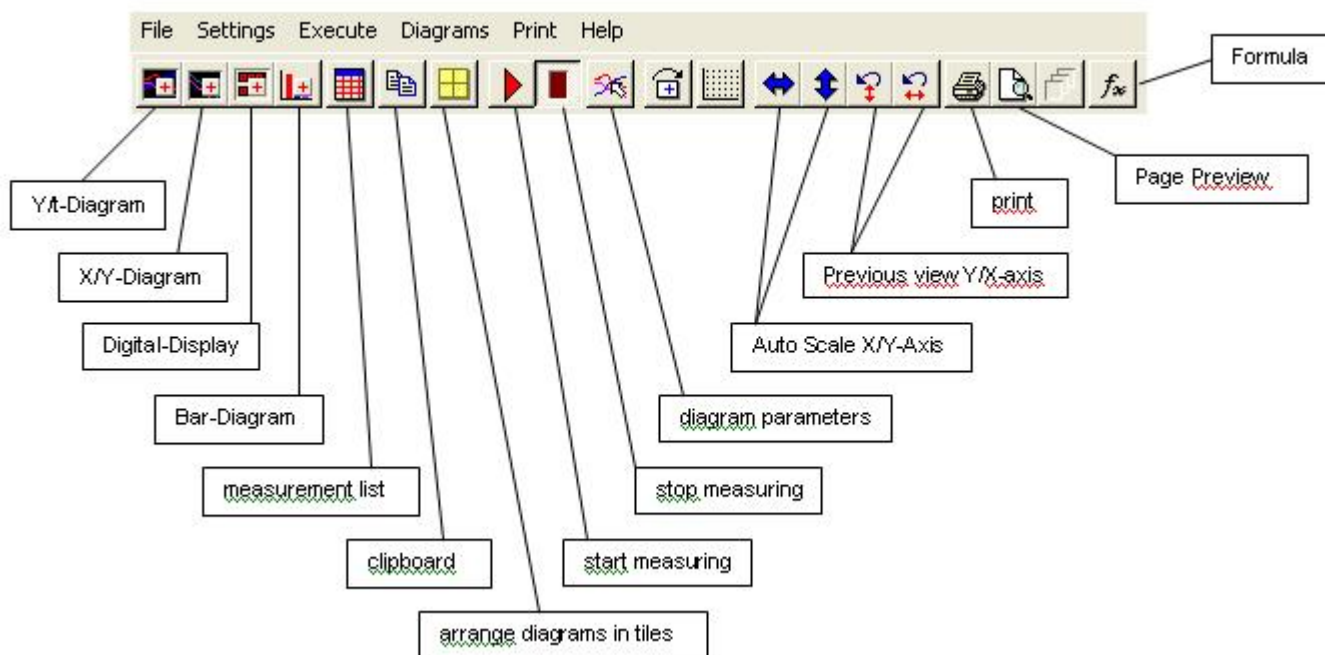 File Settings Execute Diagrams Print Help
Formula
fx
Page Preview
print
Y/t-Diagram
X/Y-Diagram
Previous view Y/X-axis
Digital-Display
Auto Scale X/Y-Axis
Bar-Diagram
diagram parameters
measurement list
stop measuring
clipboard
start measuring
arrange diagrams in tiles